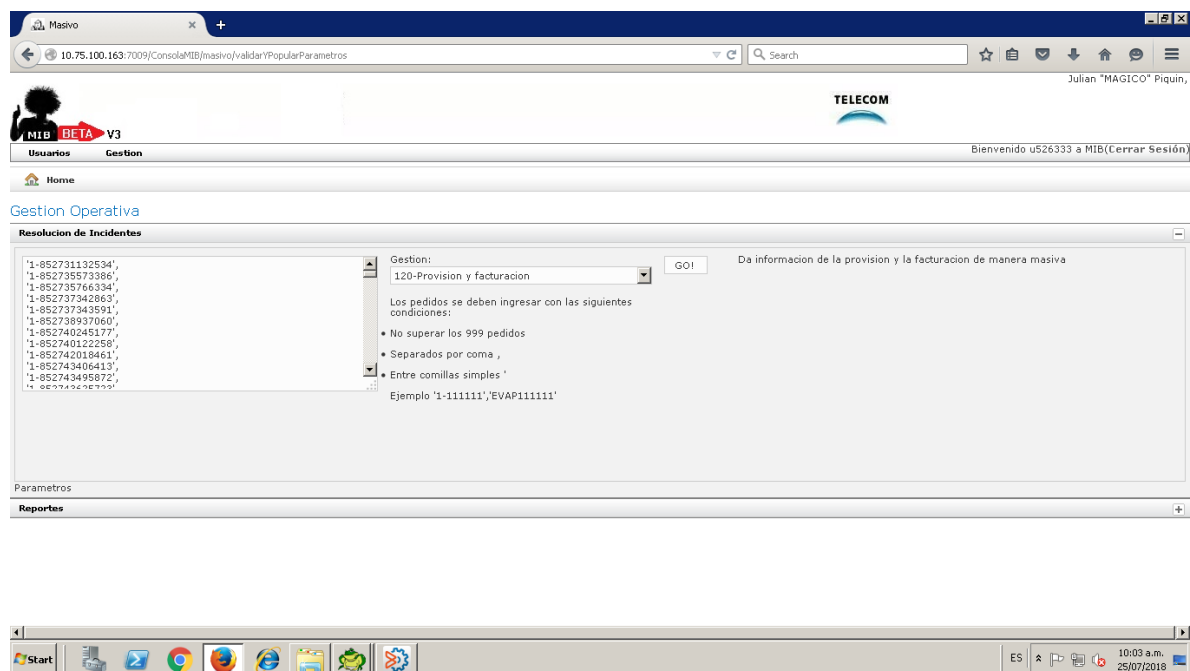 Masivo
10.75.100.163:7009/ConsolaMIB/masivo/validarYPopularParametros
Search
Julian "MAGICO" Piquin,
MIB BETA V3
TELECOM
Usuarios Gestion
Bienvenido u526333 a MIB(Cerrar Sesión)
Home
Gestion Operativa
Resolucion de Incidentes
'1-852731132534',
'1-852735573386',
'1-852735766334',
'1-852737342863',
'1-852737343591',
'1-852738937060',
'1-852740245177',
'1-852740122258',
'1-852742018461',
'1-852743406413',
'1-852743495872',
Gestion:
120-Provision y facturacion
GO!
Da informacion de la provision y la facturacion de manera masiva
Los pedidos se deben ingresar con las siguientes
condiciones:
• No superar los 999 pedidos
• Separados por coma ,
• Entre comillas simples '
Ejemplo '1-111111','EVAP111111'
Parametros
Reportes
Start
ES
10:03 a.m.
25/07/2018